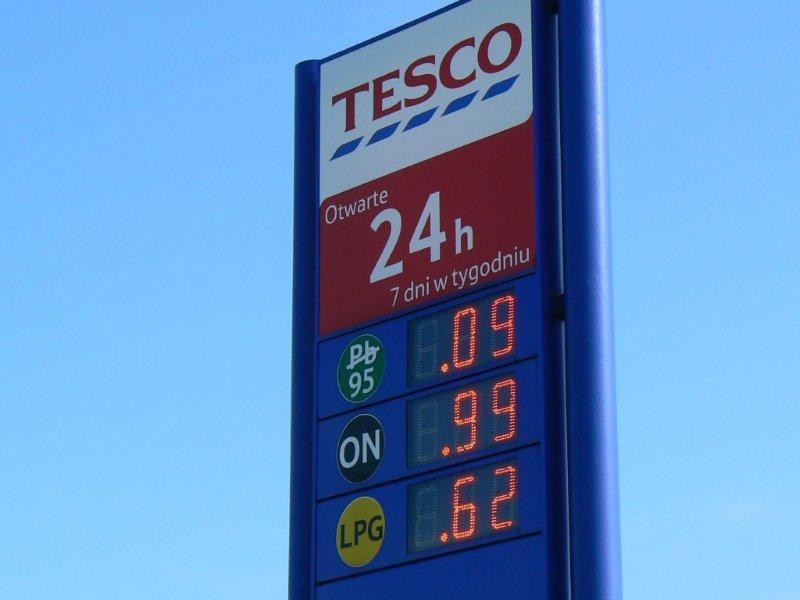 TESCO
Otwarte
24h
7 dni w tygodniu
Pb
95
.09
ON
.99
LPG
.62